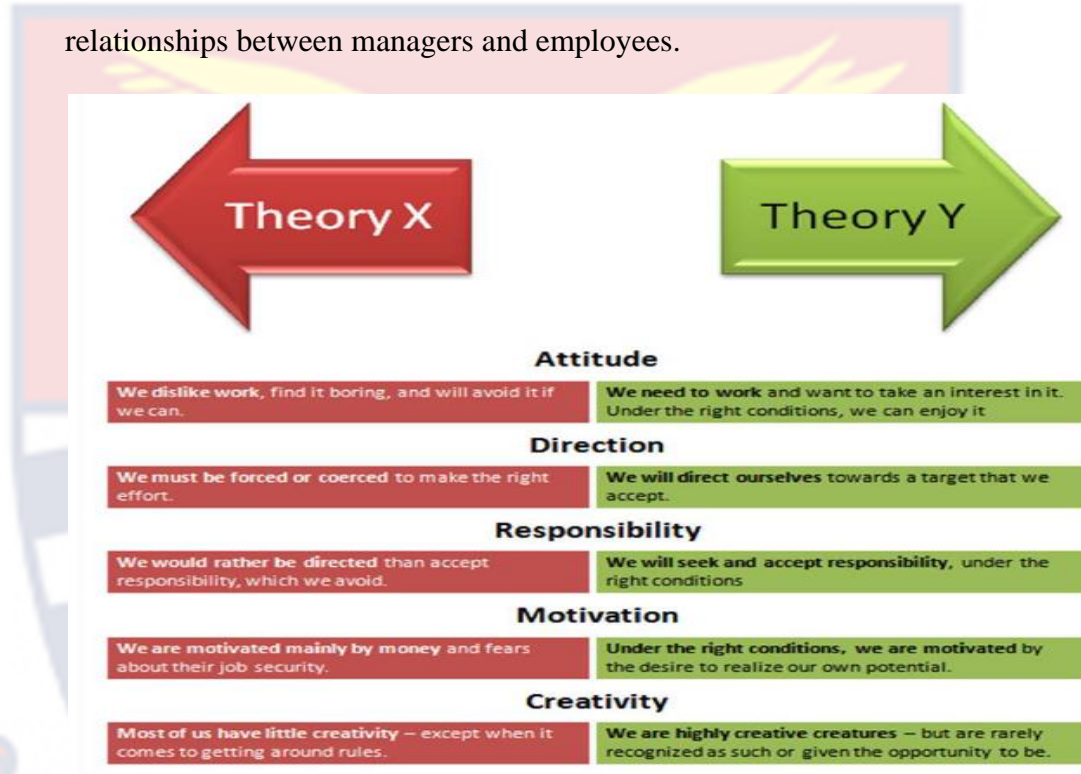 relationships between managers and employees.
Theory X
Theory Y
Attitude
We dislike work, find it boring, and will avoid it if
we can.
We need to work and want to take an interest in it.
Under the right conditions, we can enjoy it
Direction
We must be forced or coerced to make the right
effort.
We will direct ourselves towards a target that we
accept.
Responsibility
We would rather be directed than accept
responsibility, which we avoid.
We will seek and accept responsibility, under the
right conditions
Motivation
We are motivated mainly by money and fears
about their job security.
Under the right conditions, we are motivated by
the desire to realize our own potential.
Creativity
Most of us have little creativity – except when it
comes to getting around rules.
We are highly creative creatures – but are rarely
recognized as such or given the opportunity to be.